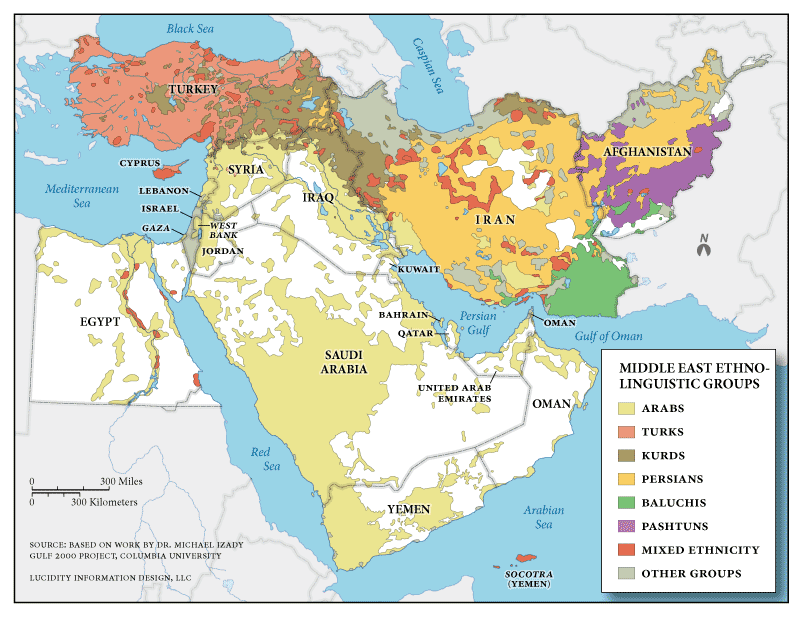 Black Sea
Caspian Sea
TURKEY
CYPRUS
SYRIA
AFGHANISTAN
LEBANON
Mediterranean
Sea
IRAQ
ISRAEL
IRAN
GAZA
WEST
BANK
JORDAN
N
KUWAIT
EGYPT
BAHRAIN
Persian
Gulf
OMAN
QATAR
Gulf of Oman
SAUDI
ARABIA
UNITED ARAB
EMIRATES
OMAN
Red
Sea
YEMEN
Arabian
Sea
SOCOTRA
(YEMEN)
MIDDLE EAST ETHNO-
LINGUISTIC GROUPS
ARABS
TURKS
KURDS
PERSIANS
BALUCHIS
PASHTUNS
MIXED ETHNICITY
OTHER GROUPS
0 300 Miles
0 300 Kilometers
SOURCE: BASED ON WORK BY DR. MICHAEL IZADY
GULF 2000 PROJECT, COLUMBIA UNIVERSITY
LUCIDITY INFORMATION DESIGN, LLC